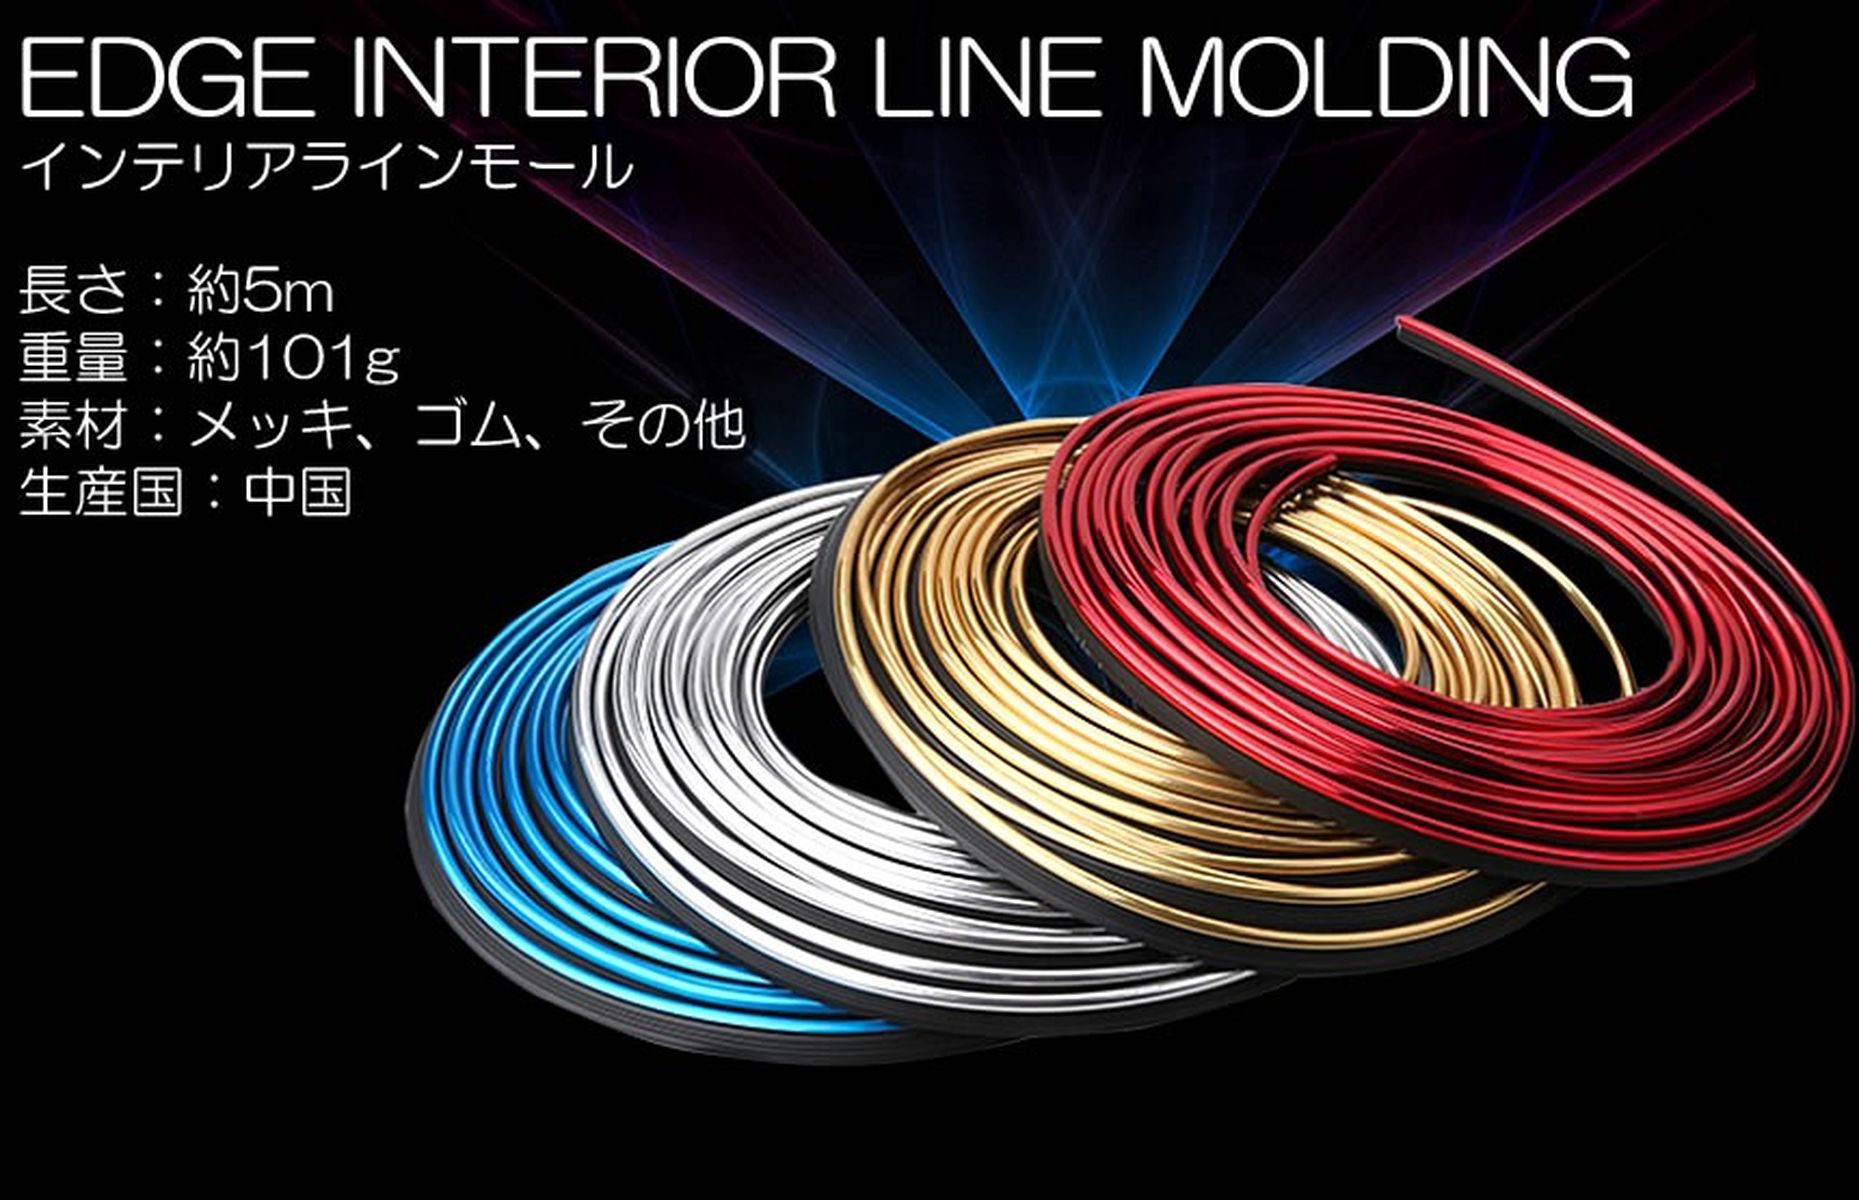 EDGE INTERIOR LINE MOLDING
インテリアラインモール
長さ：約5m
重量：約101g
素材：メッキ、ゴム、その他
生産国：中国